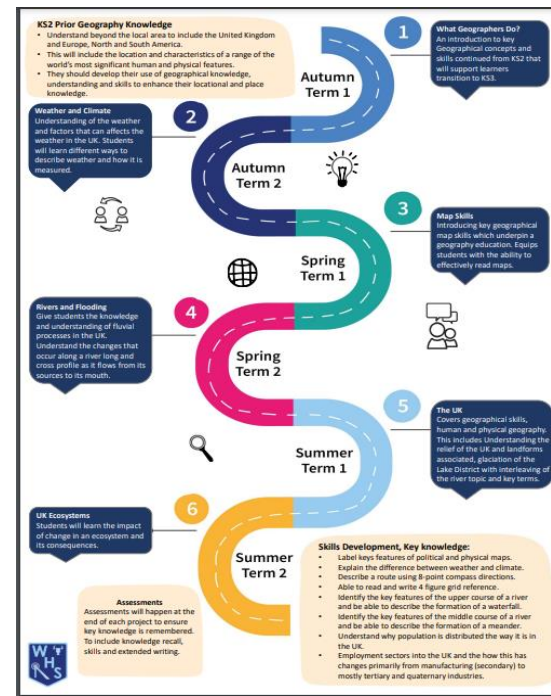 KS2 Prior Geography Knowledge
• Understand beyond the local area to include the United Kingdom
and Europe, North and South America.
• This will include the location and characteristics of a range of the
world's most significant human and physical features.
• They should develop their use of geographical knowledge,
understanding and skills to enhance their locational and place
knowledge.
1
What Geographers Do?
An introduction to key
Geographical concepts and
skills continued from KS2 that
will support learners
transition to KS3.
Autumn
Term 1
2
Weather and Climate
Understanding of the weather
and factors that can affects the
weather in the UK. Students
will learn different ways to
describe weather and how it is
measured.
Autumn
Term 2
3
Map Skills
Introducing key geographical
map skills which underpin a
geography education. Equips
students with the ability to
effectively read maps.
Spring
Term 1
4
Rivers and Flooding
Give students the knowledge
and understanding of fluvial
processes in the UK.
Understand the changes that
occur along a river long and
cross profile as it flows from its
sources to its mouth.
Spring
Term 2
5
The UK
Covers geographical skills,
human and physical geography.
This includes Understanding the
relief of the UK and landforms
associated, glaciation of the
Lake District with interleaving of
the river topic and key terms.
Summer
Term 1
6
UK Ecosystems
Students will learn the impact
of change in an ecosystem and
its consequences.
Summer
Term 2
Skills Development, Key knowledge:
• Label keys features of political and physical maps.
• Explain the difference between weather and climate.
• Describe a route using 8-point compass directions.
• Able to read and write 4 figure grid reference.
• Identify the key features of the upper course of a river
and be able to describe the formation of a waterfall.
• Identify the key features of the middle course of a river
and be able to describe the formation of a meander.
• Understand why population is distributed the way it is in
the UK.
• Employment sectors into the UK and the how this has
changes primarily from manufacturing (secondary) to
mostly tertiary and quaternary industries.
Assessments
Assessments will happen at the
end of each project to ensure
key knowledge is remembered.
To include knowledge recall,
skills and extended writing.
W H S